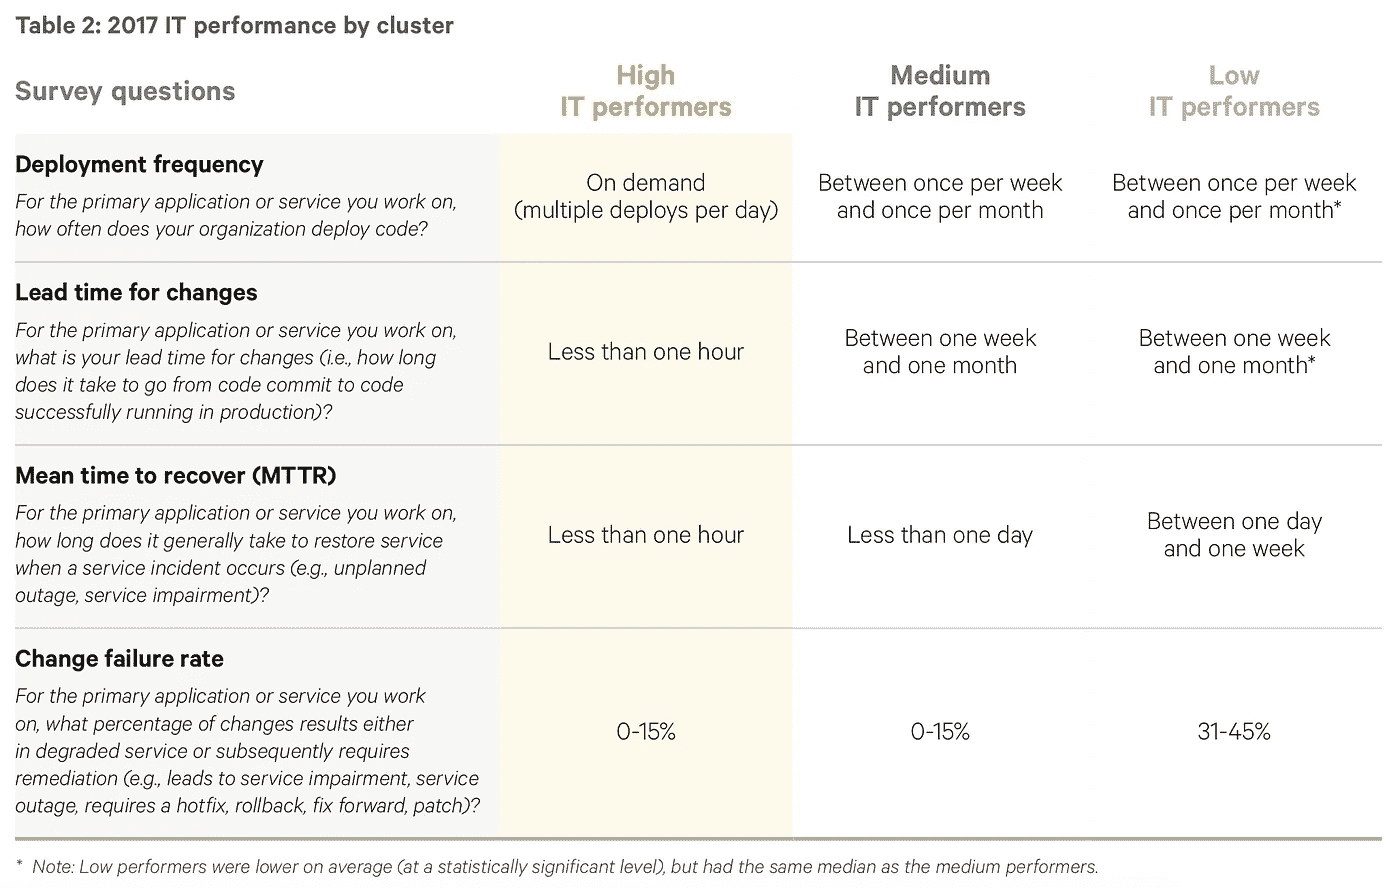 Table 2: 2017 IT performance by cluster
Survey questions
High
IT performers
Medium
IT performers
Low
IT performers
Deployment frequency
For the primary application or service you work on,
how often does your organization deploy code?
On demand
(multiple deploys per day)
Between once per week
and once per month
Between once per week
and once per month*
Lead time for changes
For the primary application or service you work on,
what is your lead time for changes (i.e., how long
does it take to go from code commit to code
successfully running in production)?
Less than one hour
Between one week
and one month
Between one week
and one month*
Mean time to recover (MTTR)
For the primary application or service you work on,
how long does it generally take to restore service
when a service incident occurs (e.g., unplanned
outage, service impairment)?
Less than one hour
Less than one day
Between one day
and one week
Change failure rate
For the primary application or service you work
on, what percentage of changes results either
in degraded service or subsequently requires
remediation (e.g., leads to service impairment, service
outage, requires a hotfix, rollback, fix forward, patch)?
0-15%
0-15%
31-45%
* Note: Low performers were lower on average (at a statistically significant level), but had the same median as the medium performers.